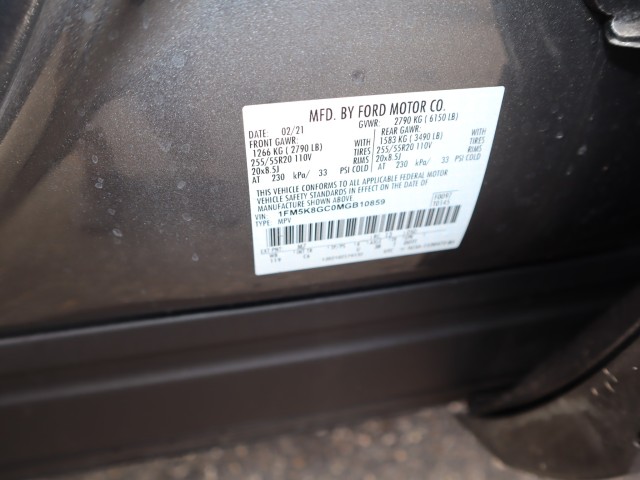 MFD. BY FORD MOTOR CO.
DATE: 02/21 GVWR: 2790 KG ( 6150 LB)
FRONT GAWR: REAR GAWR:
1266 KG ( 2790 LB) WITH 1583 KG ( 3490 LB) WITH
255/55R20 110V TIRES 255/55R20 110V TIRES
20x8.5J RIMS 20x8.5J RIMS
AT 230 kPa/ 33 PSI COLD AT 230 kPa/ 33 PSI COLD
THIS VEHICLE CONFORMS TO ALL APPLICABLE FEDERAL MOTOR
VEHICLE SAFETY STANDARDS IN EFFECT ON THE DATE OF
MANUFACTURE SHOWN ABOVE.
VIN: 1FM5K8GC0MGB10859
TYPE: MPV
EXT PNT: